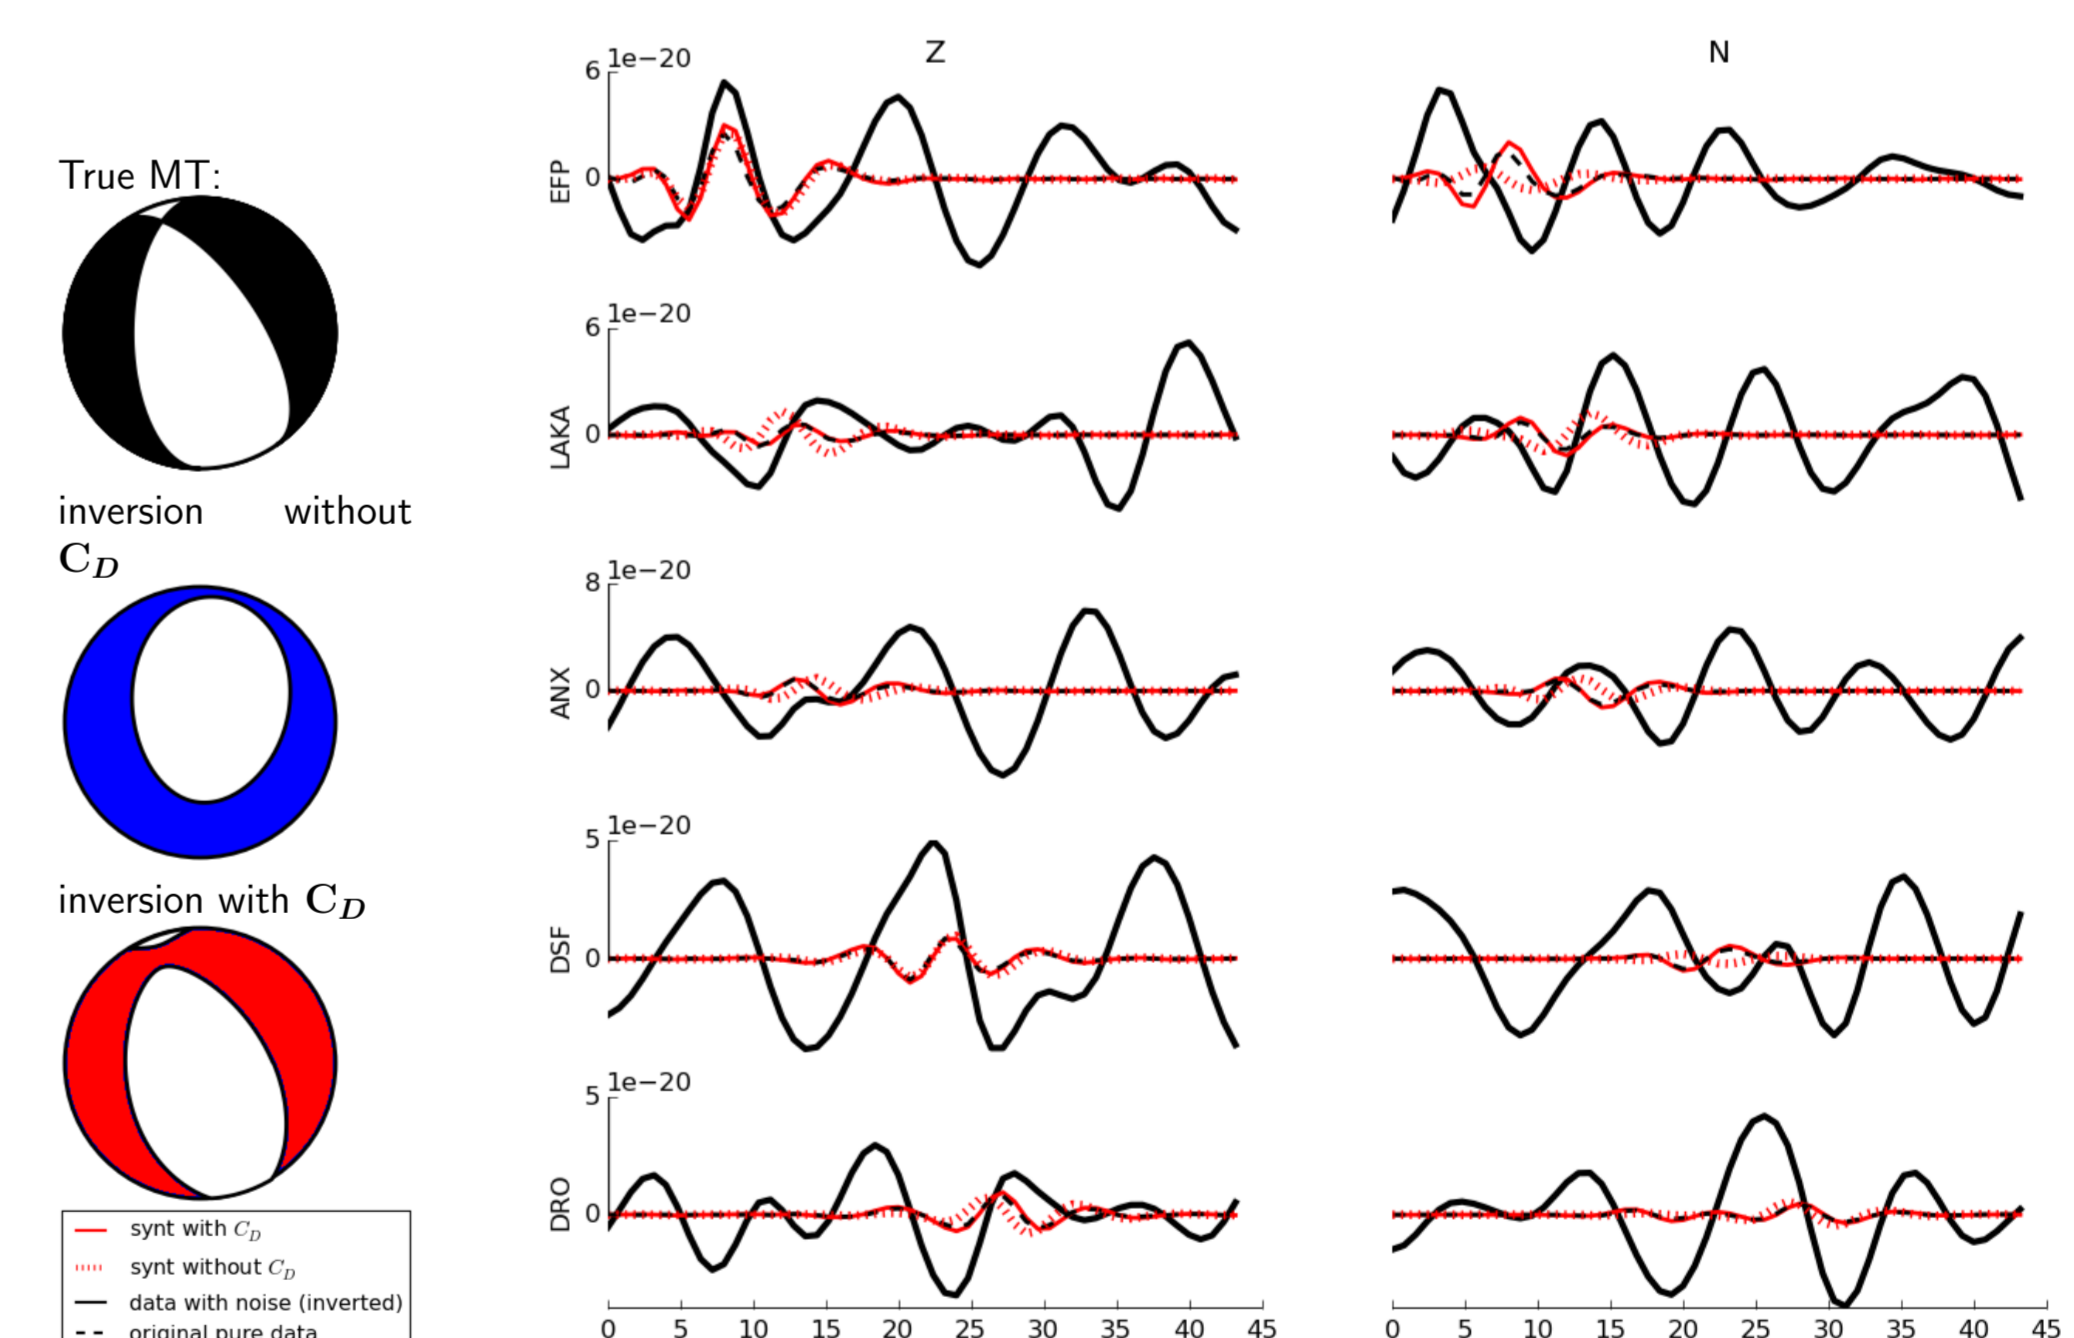 True MT:
inversion without
C_D
inversion with C_D
synt with C_D
synt without C_D
data with noise (inverted)
original pure data
Z
N
6 1e−20
0
EFP
6 1e−20
0
LAKA
8 1e−20
0
ANX
5 1e−20
0
DSF
5 1e−20
0
DRO
0 5 10 15 20 25 30 35 40 45
0 5 10 15 20 25 30 35 40 45